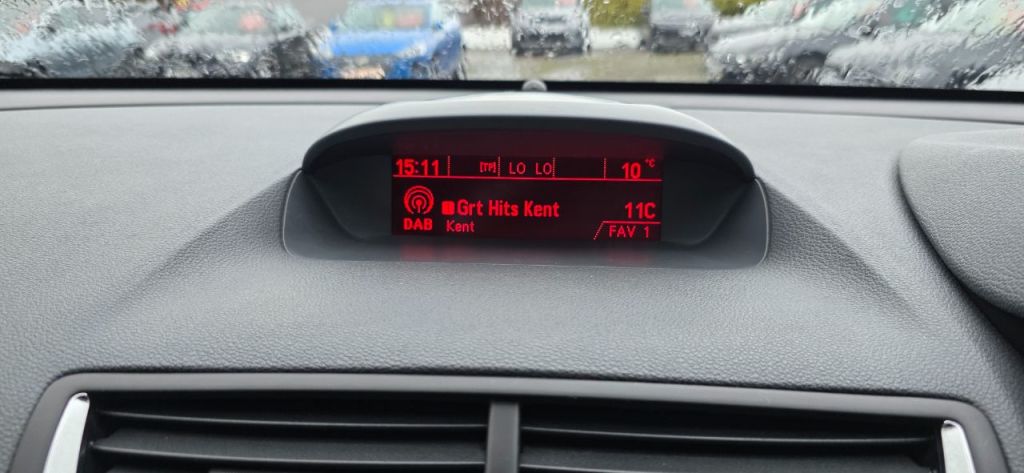 15:11 [TP] LO LO 10 °C
Grt Hits Kent 11C
DAB Kent FAV 1